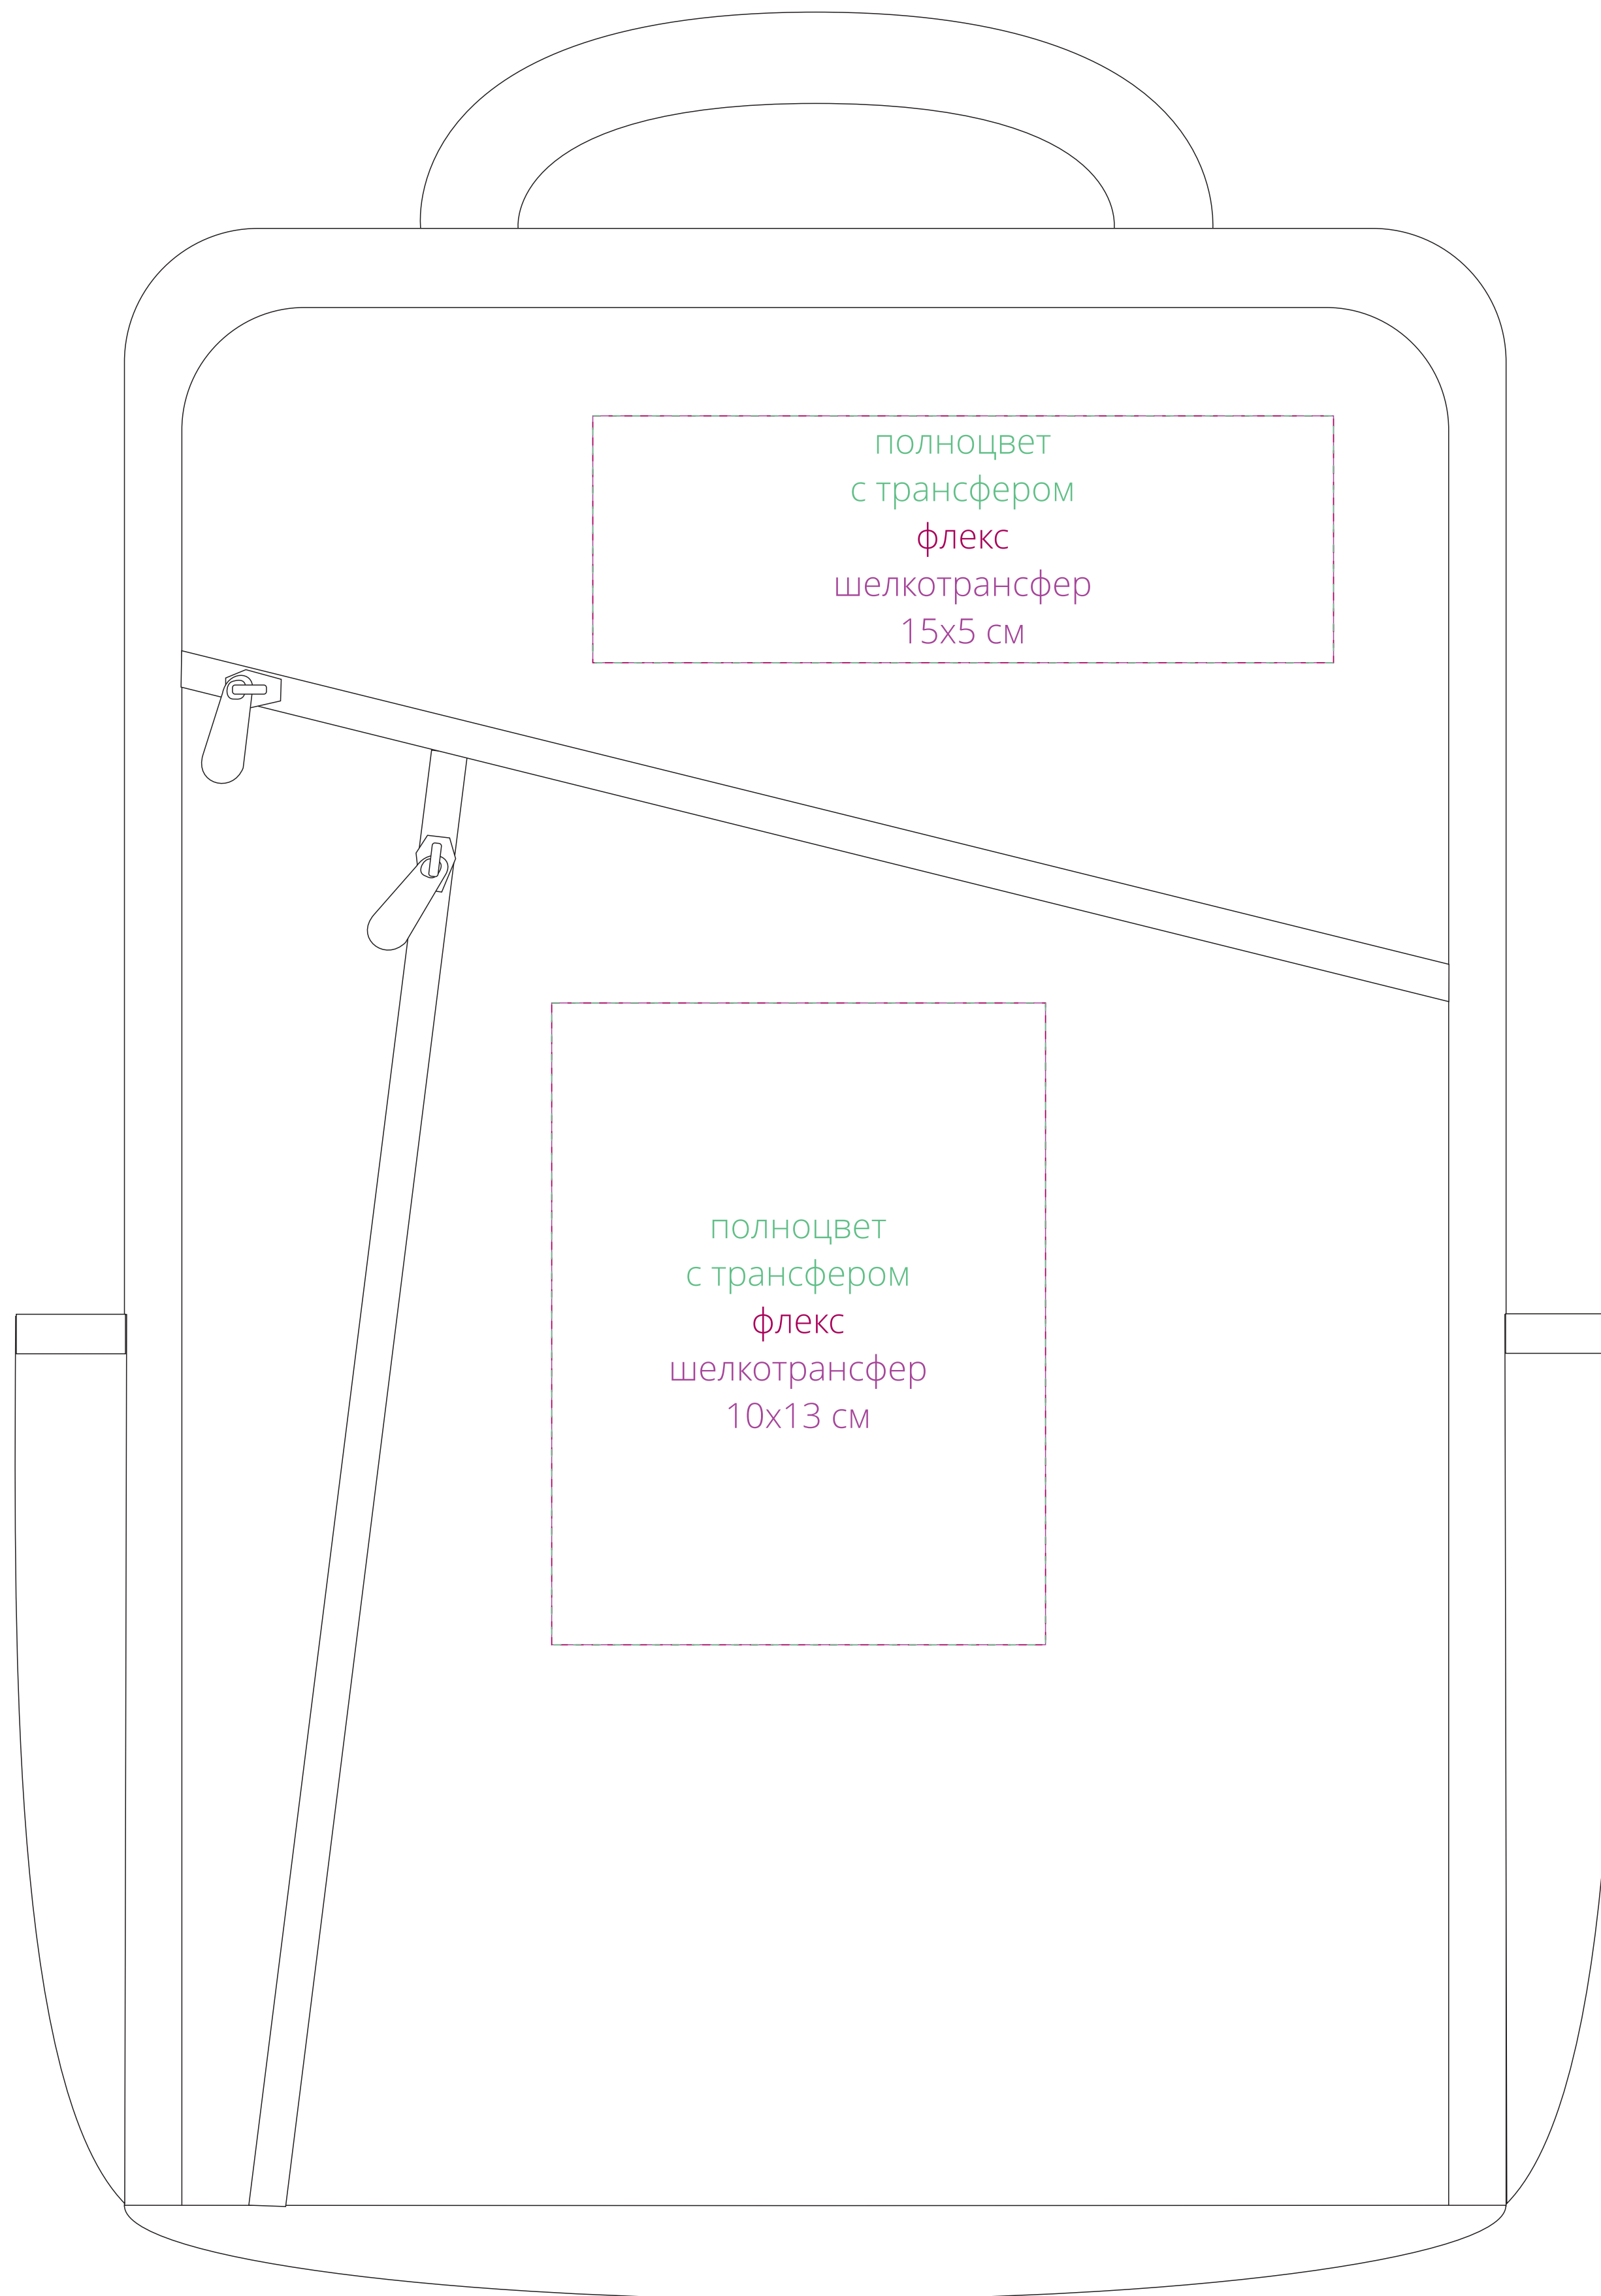 полноцвет
с трансфером
флекс
шелкотрансфер
15х5 см
полноцвет
с трансфером
флекс
шелкотрансфер
10х13 см